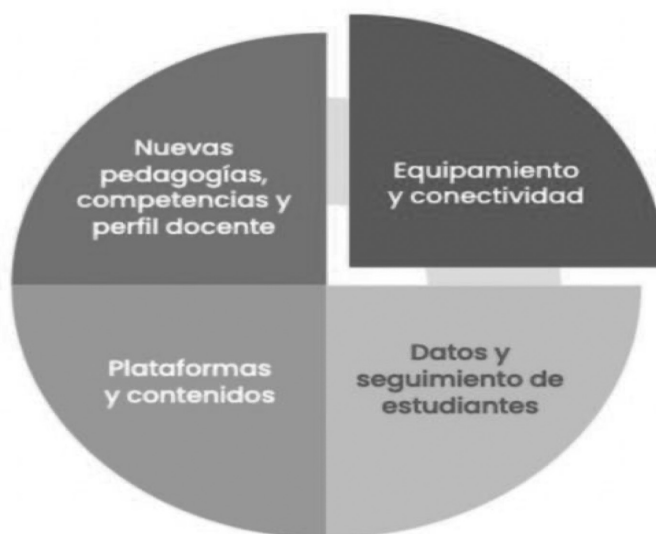 Nuevas
pedagogías,
competencias y
perfil docente
Equipamiento
y conectividad
Plataformas
y contenidos
Datos y
seguimiento de
estudiantes